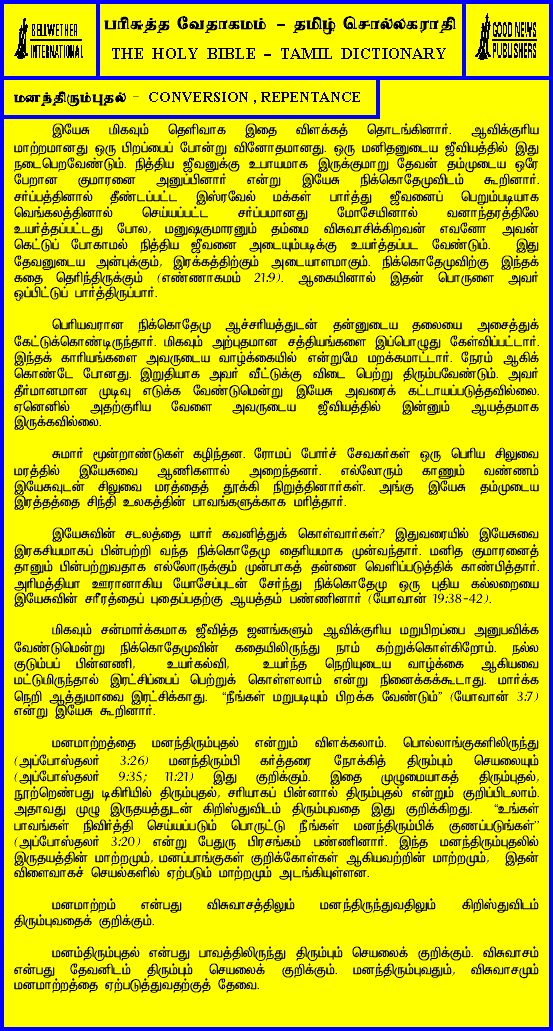 BELLWETHER
INTERNATIONAL
பரிசுத்த வேதாகமம் - தமிழ் சொல்லகராதி
THE HOLY BIBLE - TAMIL DICTIONARY
GOOD NEWS
PUBLISHERS
மனத்திரும்புதல் - CONVERSION , REPENTANCE
இயேசு மிகவும் தெளிவாக இதை விளக்கத் தொடங்கினார். ஆவிக்குரிய
மாற்றமானது ஒரு பிறப்பைப் போன்று வினோதமானது. ஒரு மனிதனுடைய ஜீவியத்தில் இது
நடைபெறவேண்டும். நித்திய ஜீவனுக்கு உபாயமாக இருக்குமாறு தேவன் தம்முடைய ஒரே
பேறான குமாரனை அனுப்பினார் என்று இயேசு நிக்கொதேமுவிடம் கூறினார்.
சர்ப்பத்தினால் தீண்டப்பட்ட இஸ்ரவேல் மக்கள் பார்த்து ஜீவனைப் பெறும்படியாக
வெங்கலத்தினால் செய்யப்பட்ட சர்ப்பமானது மோசேயினால் வனாந்தரத்திலே
உயர்த்தப்பட்டது போல, மனுஷகுமாரனும் தம்மை விசுவாசிக்கிறவன் எவனோ அவன்
கெட்டுப் போகாமல் நித்திய ஜீவனை அடையும்படிக்கு உயர்த்தப்பட வேண்டும். இது
தேவனுடைய அன்புக்கும், இரக்கத்திற்கும் அடையாளமாகும். நிக்கொதேமுவிற்கு இந்தக்
கதை தெரிந்திருக்கும் (எண்ணாகமம் 21:9). ஆகையினால் இதன் பொருளை அவர்
ஒப்பிட்டுப் பார்த்திருப்பார்.
பெரியவரான நிக்கொதேமு ஆச்சரியத்துடன் தன்னுடைய தலையை அசைத்துக்
கேட்டுக்கொண்டிருந்தார். மிகவும் அற்புதமான சத்தியங்களை இப்பொழுது கேள்விப்பட்டார்.
இந்தக் காரியங்களை அவருடைய வாழ்க்கையில் என்றுமே மறக்கமாட்டார். நேரம் ஆகிக்
கொண்டே போனது. இறுதியாக அவர் வீட்டுக்கு விடை பெற்று திரும்பவேண்டும். அவர்
தீர்மானமான முடிவு எடுக்க வேண்டுமென்று இயேசு அவரைக் கட்டாயப்படுத்தவில்லை.
ஏனெனில் அதற்குரிய வேளை அவருடைய ஜீவியத்தில் இன்னும் ஆயத்தமாக
இருக்கவில்லை.
சுமார் மூன்றாண்டுகள் கழிந்தன. ரோமப் போர்ச் சேவகர்கள் ஒரு பெரிய சிலுவை
மரத்தில் இயேசுவை ஆணிகளால் அறைந்தனர். எல்லோரும் காணும் வண்ணம்
இயேசுவுடன் சிலுவை மரத்தைத் தூக்கி நிறுத்தினார்கள். அங்கு இயேசு தம்முடைய
இரத்தத்தை சிந்தி உலகத்தின் பாவங்களுக்காக மரித்தார்.
இயேசுவின் சடலத்தை யார் கவனித்துக் கொள்வார்கள்? இதுவரையில் இயேசுவை
இரகசியமாகப் பின்பற்றி வந்த நிக்கொதேமு தைரியமாக முன்வந்தார். மனித குமாரனைத்
தானும் பின்பற்றுவதாக எல்லோருக்கும் முன்பாகத் தன்னை வெளிப்படுத்திக் காண்பித்தார்.
அரிமத்தியா ஊரானாகிய யோசேப்புடன் சேர்ந்து நிக்கொதேமு ஒரு புதிய கல்லறையை
இயேசுவின் சரீரத்தைப் புதைப்பதற்கு ஆயத்தம் பண்ணினார் (யோவான் 19:38-42).
மிகவும் சன்மார்க்கமாக ஜீவித்த ஜனங்களும் ஆவிக்குரிய மறுபிறப்பை அனுபவிக்க
வேண்டுமென்று நிக்கொதேமுவின் கதையிலிருந்து நாம் கற்றுக்கொள்கிறோம். நல்ல
குடும்பப் பின்னணி, உயர்கல்வி, உயர்ந்த நெறியுடைய வாழ்க்கை ஆகியவை
மட்டுமிருந்தால் இரட்சிப்பைப் பெற்றுக் கொள்ளலாம் என்று நினைக்கக்கூடாது. மார்க்க
நெறி ஆத்துமாவை இரட்சிக்காது. “நீங்கள் மறுபடியும் பிறக்க வேண்டும்” (யோவான் 3:7)
என்று இயேசு கூறினார்.
மனமாற்றத்தை மனந்திரும்புதல் என்றும் விளக்கலாம். பொல்லாங்குகளிலிருந்து
(அப்போஸ்தலர் 3:26) மனந்திரும்பி கர்த்தரை நோக்கித் திரும்பும் செயலையும்
(அப்போஸ்தலர் 9:35; 11:21) இது குறிக்கும். இதை முழுமையாகத் திரும்புதல்,
நூற்றெண்பது டிகிரியில் திரும்புதல், சரியாகப் பின்னால் திரும்புதல் என்றும் குறிப்பிடலாம்.
அதாவது முழு இருதயத்துடன் கிறிஸ்துவிடம் திரும்புவதை இது குறிக்கிறது. “உங்கள்
பாவங்கள் நிவிர்த்தி செய்யப்படும் பொருட்டு நீங்கள் மனந்திரும்பிக் குணப்படுங்கள்”
(அப்போஸ்தலர் 3:20) என்று பேதுரு பிரசங்கம் பண்ணினார். இந்த மனந்திரும்புதலில்
இருதயத்தின் மாற்றமும், மனப்பாங்குகள் குறிக்கோள்கள் ஆகியவற்றின் மாற்றமும், இதன்
விளைவாகச் செயல்களில் ஏற்படும் மாற்றமும் அடங்கியுள்ளன.
மனமாற்றம் என்பது விசுவாசத்திலும் மனந்திருந்துவதிலும் கிறிஸ்துவிடம்
திரும்புவதைக் குறிக்கும்.
மனம்திரும்புதல் என்பது பாவத்திலிருந்து திரும்பும் செயலைக் குறிக்கும். விசுவாசம்
என்பது தேவனிடம் திரும்பும் செயலைக் குறிக்கும். மனந்திரும்புவதும், விசுவாசமும்
மனமாற்றத்தை ஏற்படுத்துவதற்குத் தேவை.